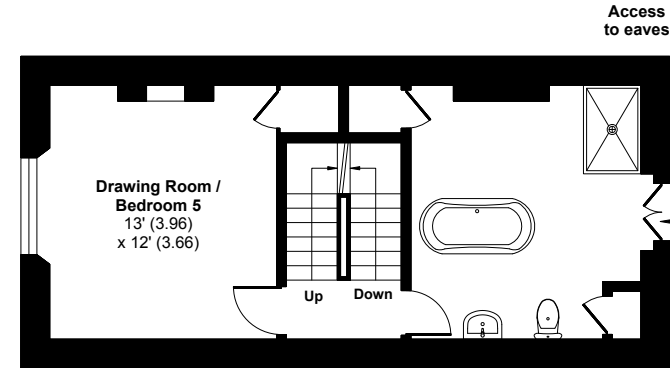 Access
to eaves
Drawing Room /
Bedroom 5
13' (3.96)
x 12' (3.66)
Up
Down